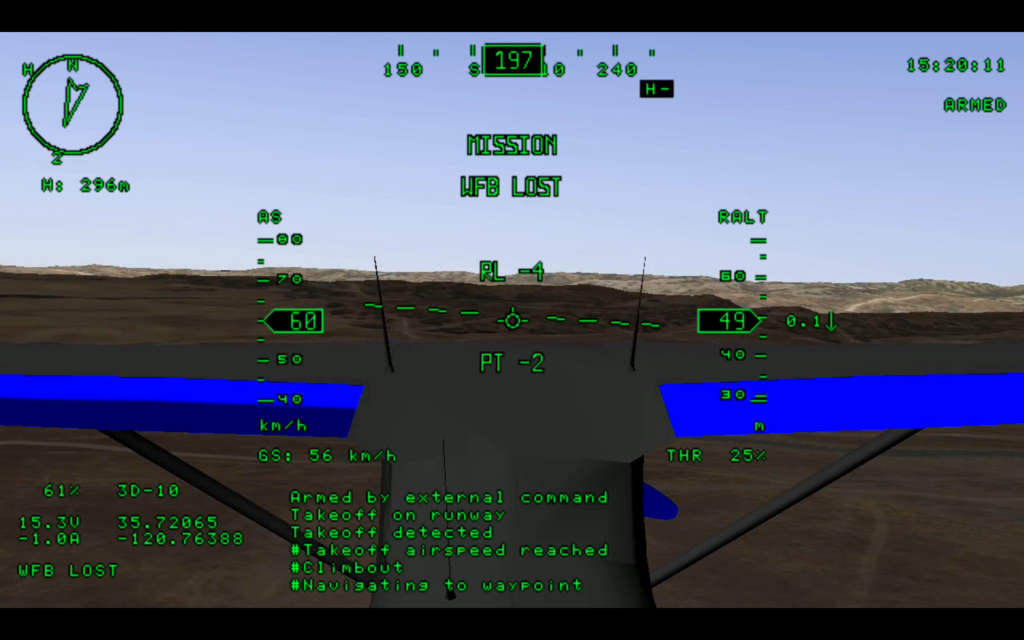 H N
150 S 197 10 240
15:20:11
H-
ARMED
MISSION
2
H: 296m
WFB LOST
AS
RALT
80
RL -4
70
60
60
49
0.1↓
50
PT -2
40
40
30
km/h
m
GS: 56 km/h
THR 25%
61% 3D-10
15.3V 35.72065
-1.0A -120.76388
WFB LOST
Armed by external command
Takeoff on runway
Takeoff detected
#Takeoff airspeed reached
#Climbout
#Navigating to waypoint